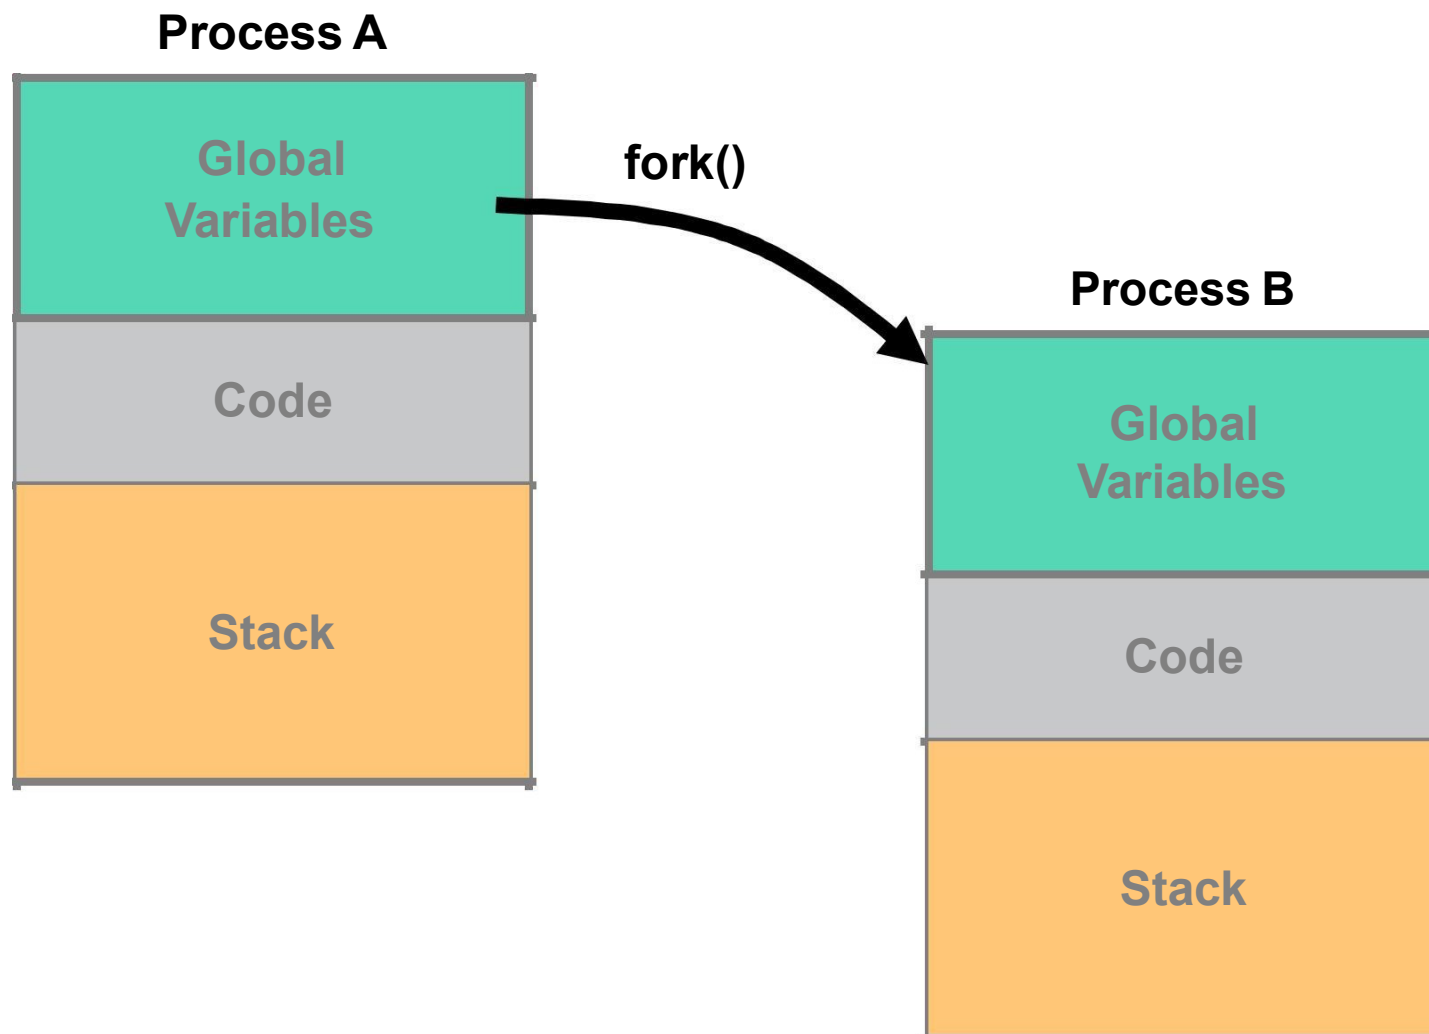 Process A
Global
Variables
Code
Stack
fork()
Process B
Global
Variables
Code
Stack